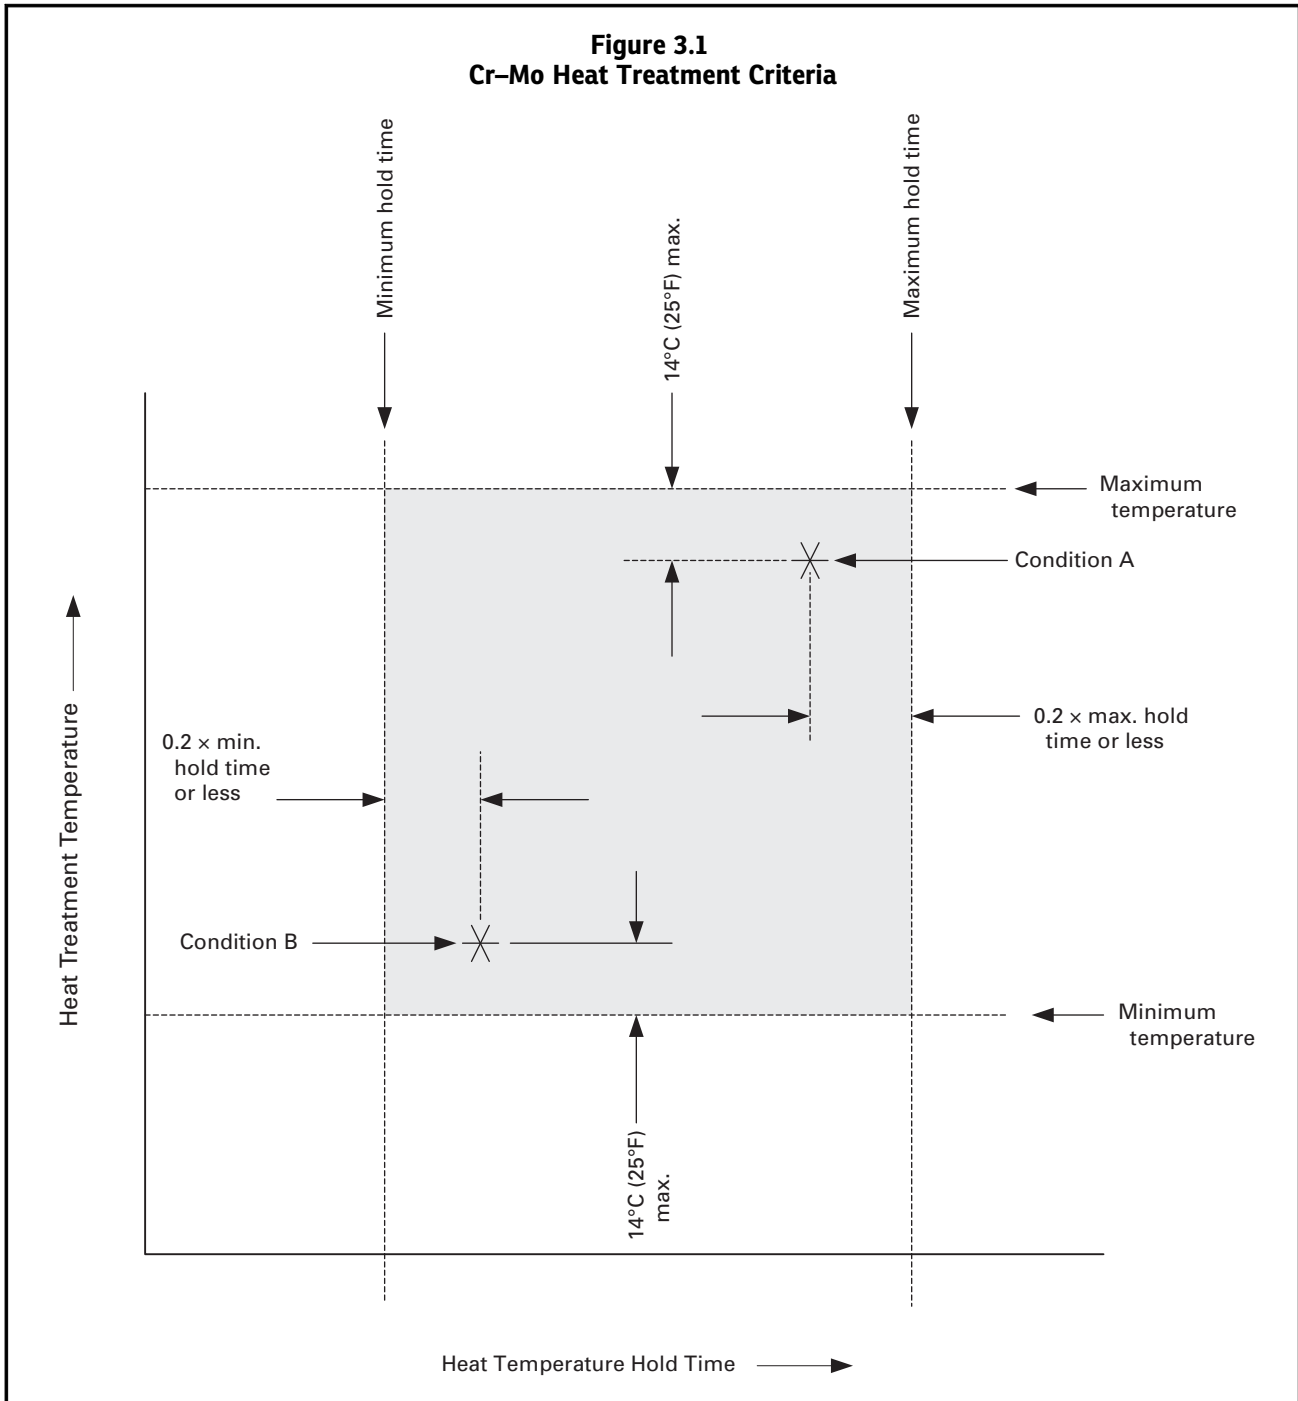 Figure 3.1
Cr–Mo Heat Treatment Criteria
Minimum hold time
14°C (25°F) max.
Maximum hold time
Maximum
temperature
Condition A
0.2 × max. hold
time or less
0.2 × min.
hold time
or less
Condition B
Minimum
temperature
14°C (25°F)
max.
Heat Treatment Temperature
Heat Temperature Hold Time